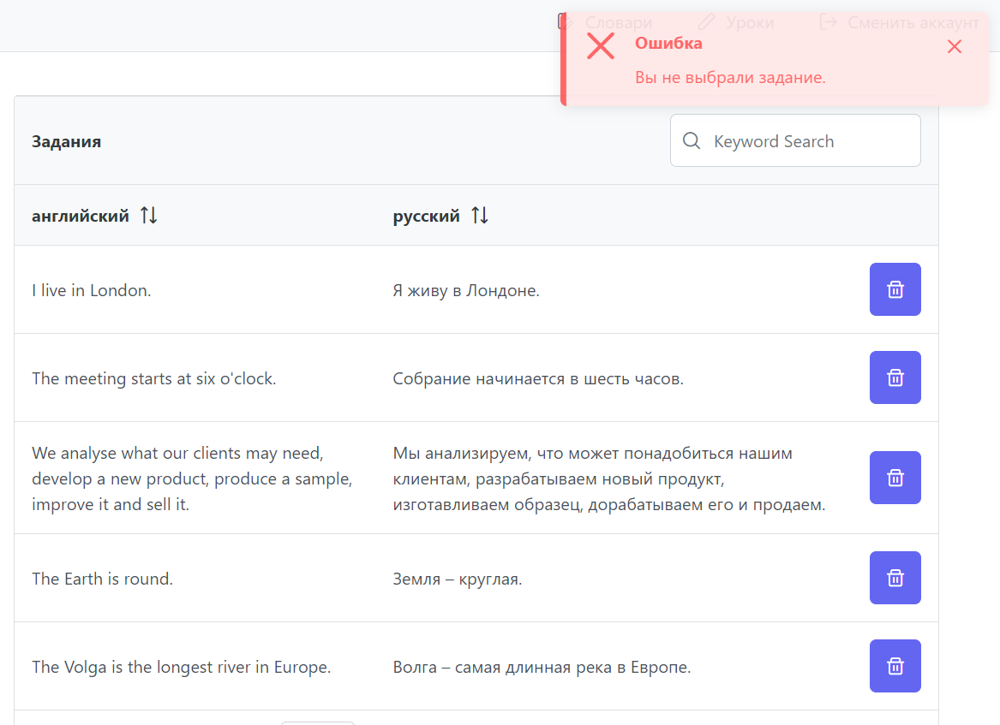 Словари Уроки Сменить аккаунт
Ошибка
Вы не выбрали задание.
Задания
Keyword Search
английский русский
I live in London.
Я живу в Лондоне.
The meeting starts at six o'clock.
Собрание начинается в шесть часов.
We analyse what our clients may need,
develop a new product, produce a sample,
improve it and sell it.
Мы анализируем, что может понадобиться нашим
клиентам, разрабатываем новый продукт,
изготавливаем образец, дорабатываем его и продаем.
The Earth is round.
Земля – круглая.
The Volga is the longest river in Europe.
Волга – самая длинная река в Европе.